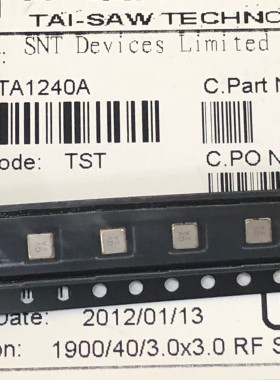 TAI-SAW TECHNO
SNT Devices Limited
TA1240A
C.Part N
ode: TST
C.PO N
Date: 2012/01/13
on: 1900/40/3.0x3.0 RF S